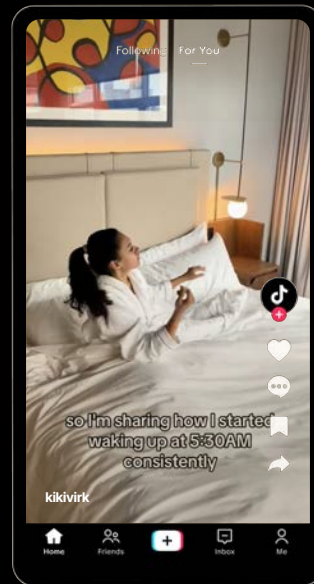 Following For You
so I'm sharing how I started
waking up at 5:30AM
consistently
kikivirk
Home Friends Inbox Me